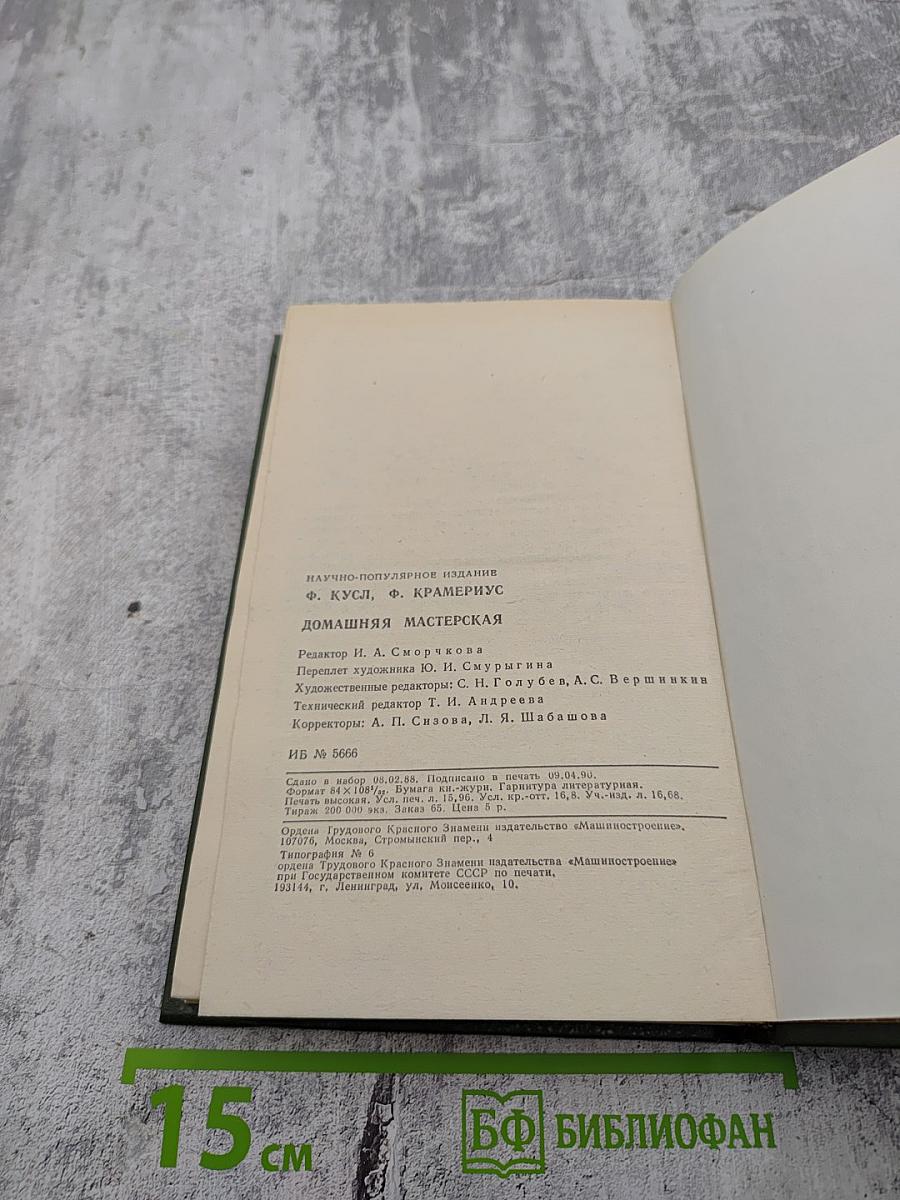 НАУЧНО-ПОПУЛЯРНОЕ ИЗДАНИЕ
Ф. КУСЛ, Ф. КРАМЕРИУС
ДОМАШНЯЯ МАСТЕРСКАЯ
Редактор И. А. Сморчкова
Переплет художника Ю. И. Смурыгина
Художественные редакторы: С. Н. Голубев, А. С. Вершинкин
Технический редактор Т. И. Андреева
Корректоры: А. П. Сизова, Л. Я. Шабашова
ИБ № 5666
Сдано в набор 08.02.88. Подписано в печать 09.04.90.
Формат 84×108¹/₃₂. Бумага кн.-журн. Гарнитура литературная.
Печать высокая. Усл. печ. л. 15,96. Усл. кр.-отт. 16,8. Уч.-изд. л. 16,68.
Тираж 200 000 экз. Заказ 65. Цена 5 р.
Ордена Трудового Красного Знамени издательство «Машиностроение»,
107076, Москва, Стромынский пер., 4
Типография № 6
ордена Трудового Красного Знамени издательства «Машиностроение»
при Государственном комитете СССР по печати,
193144, г. Ленинград, ул. Моисеенко, 10.
15 см
БФ БИБЛИОФАН